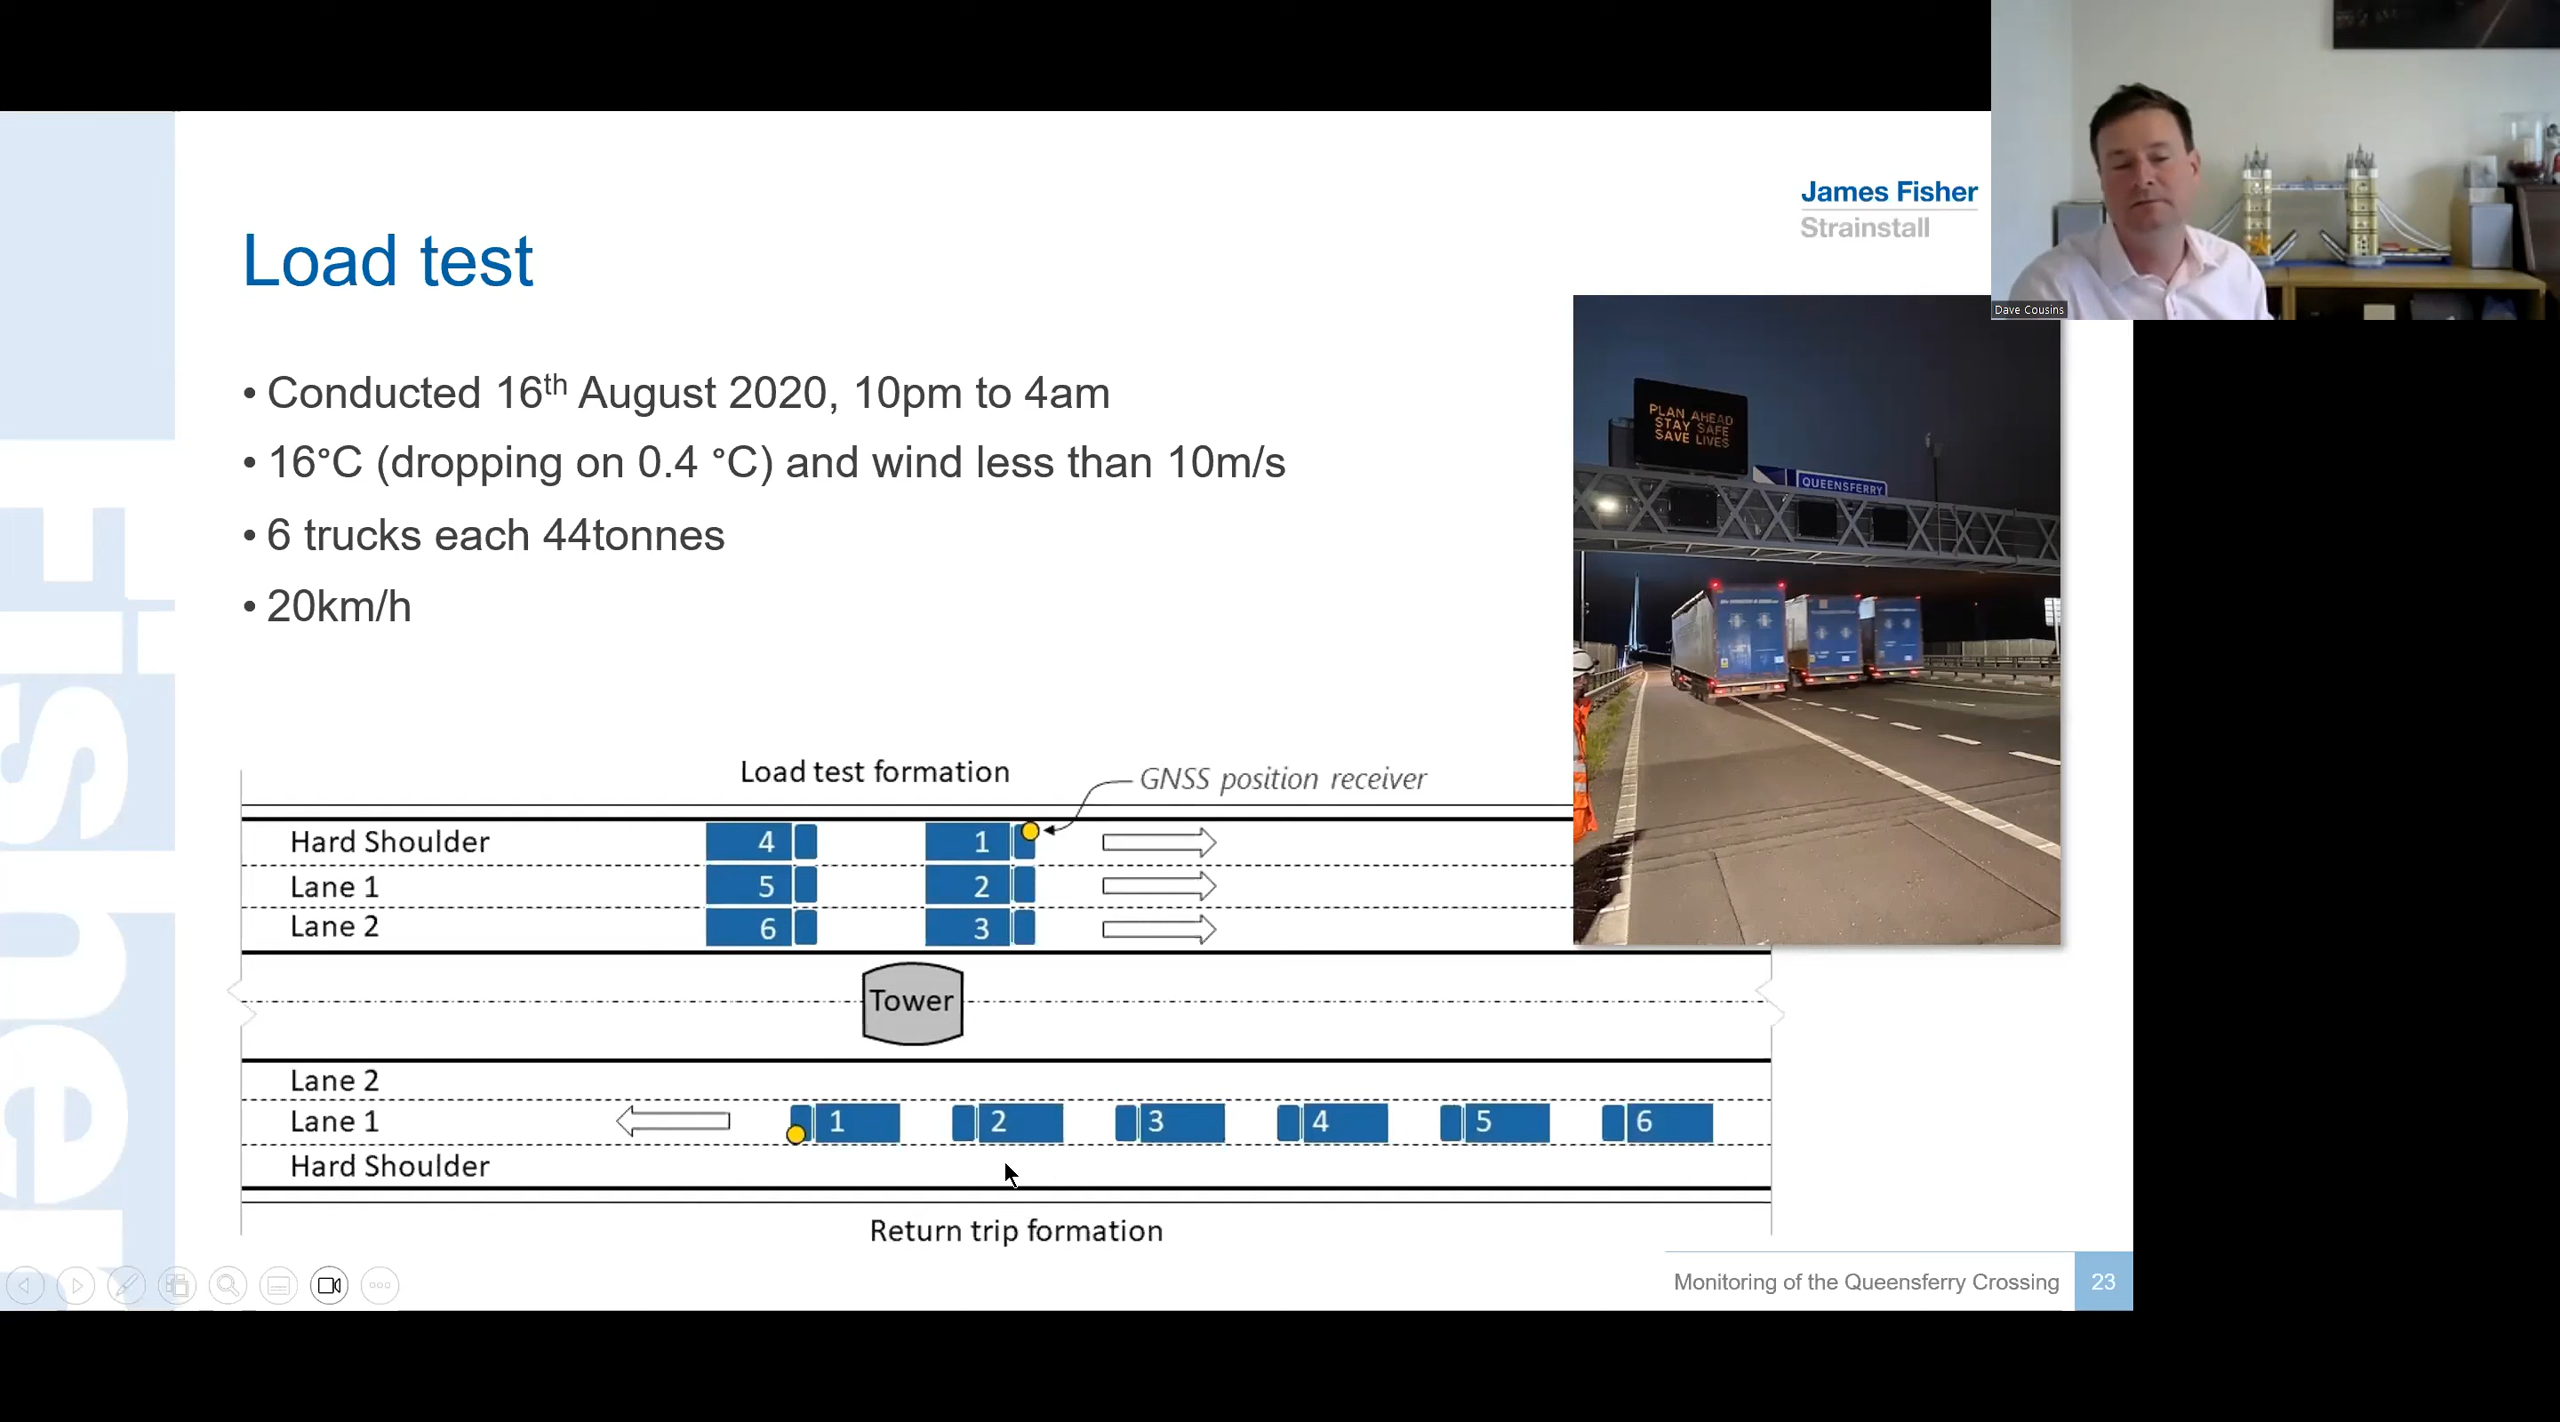 James Fisher
Strainstall
Dave Cousins
Load test
• Conducted 16th August 2020, 10pm to 4am
• 16°C (dropping on 0.4 °C) and wind less than 10m/s
• 6 trucks each 44tonnes
• 20km/h
PLAN AHEAD
STAY SAFE
SAVE LIVES
QUEENSFERRY
Load test formation
GNSS position receiver
Hard Shoulder
4
1
Lane 1
5
2
Lane 2
6
3
Tower
Lane 2
Lane 1
1
2
3
4
5
6
Hard Shoulder
Return trip formation
Monitoring of the Queensferry Crossing
23